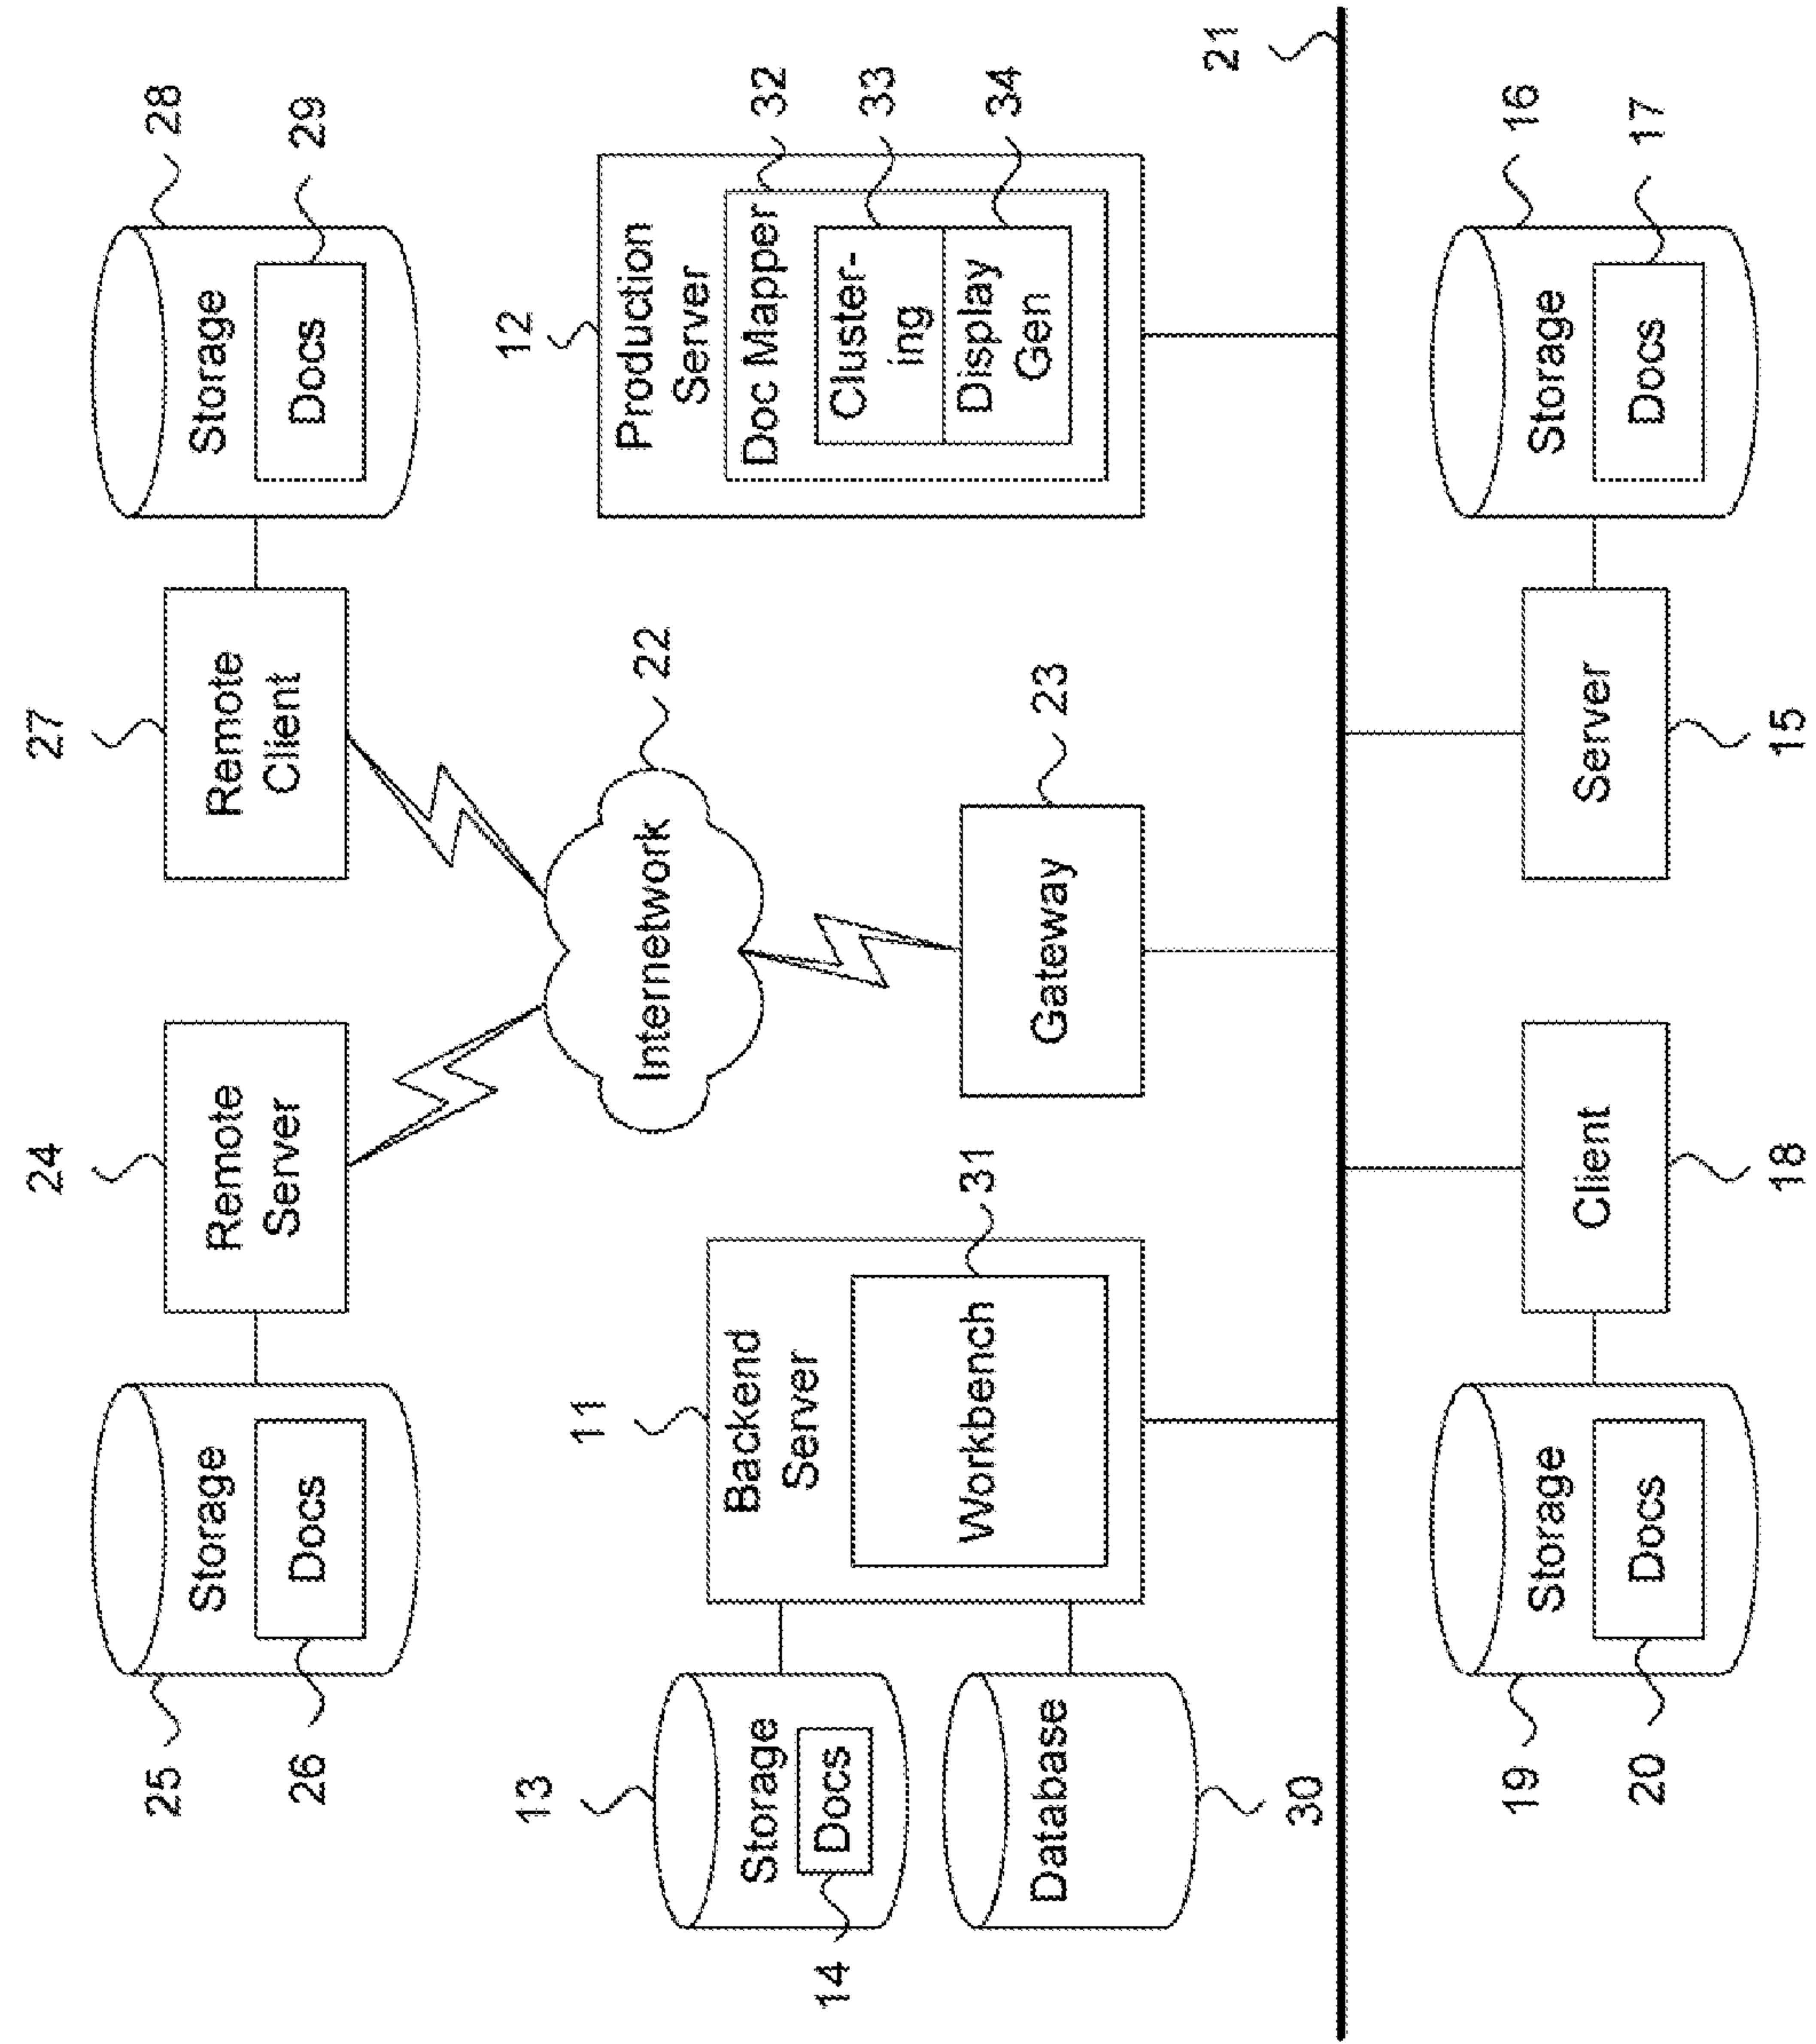 24
27
25
Storage
Docs
26
Remote
Server
Remote
Client
28
Storage
Docs
29
13
Storage
Docs
14
Database
30
11
Backend
Server
Workbench
31
Internetwork
22
Gateway
23
12
Production
Server
Doc Mapper
32
Cluster-
ing
33
Display
Gen
34
21
19
Storage
Docs
20
Client
18
Server
15
16
Storage
Docs
17